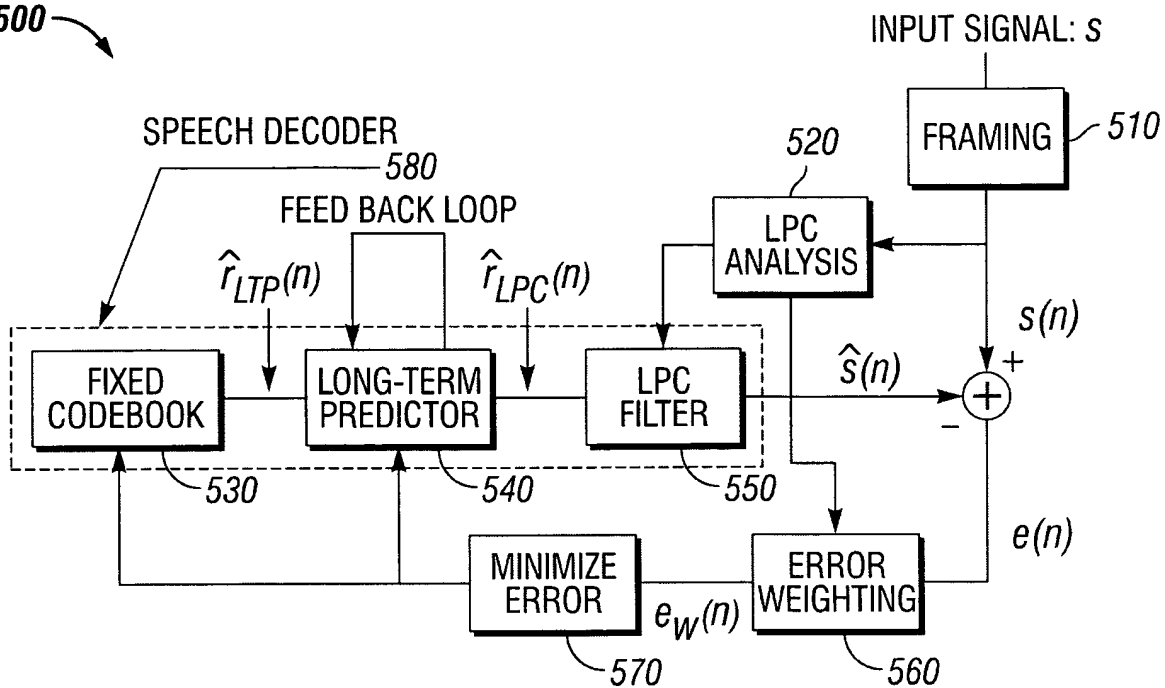 500
INPUT SIGNAL: s
FRAMING
510
SPEECH DECODER
580
520
FEED BACK LOOP
LPC
ANALYSIS
r̂LTP(n)
r̂LPC(n)
s(n)
+
FIXED
CODEBOOK
LONG-TERM
PREDICTOR
LPC
FILTER
ŝ(n)
+
−
530
540
550
e(n)
MINIMIZE
ERROR
eW(n)
ERROR
WEIGHTING
570
560